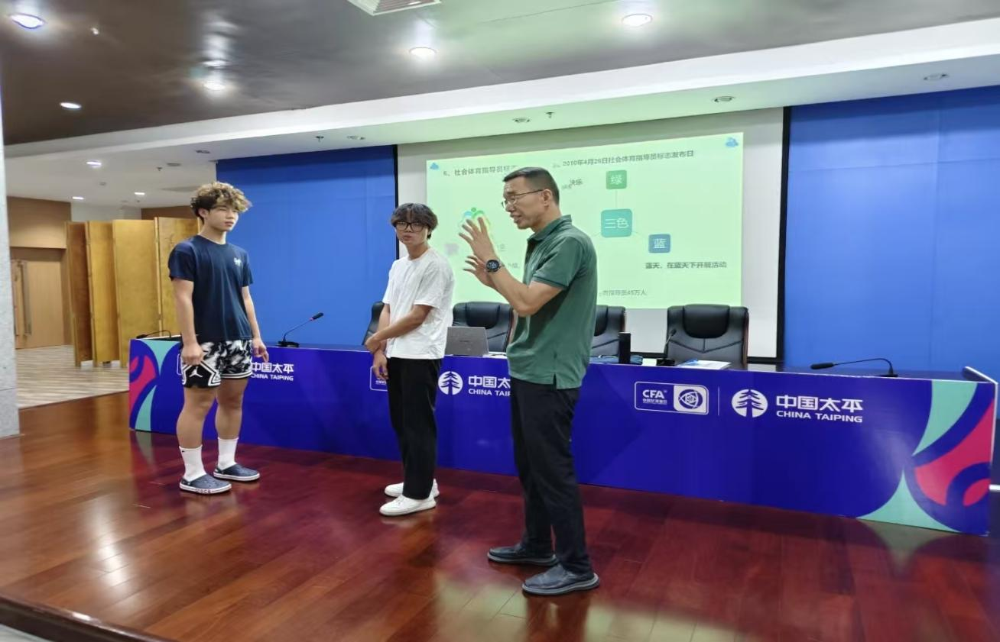 6、社会体育指导员标志
2010年4月26日社会体育指导员标志发布日
快乐
绿
三色
蓝
蓝天，在蓝天下开展活动
指导员45万人
中国太平
CHINA TAIPING
中国太
CHINA TAIP
CFA
中国太平
CHINA TAIPING